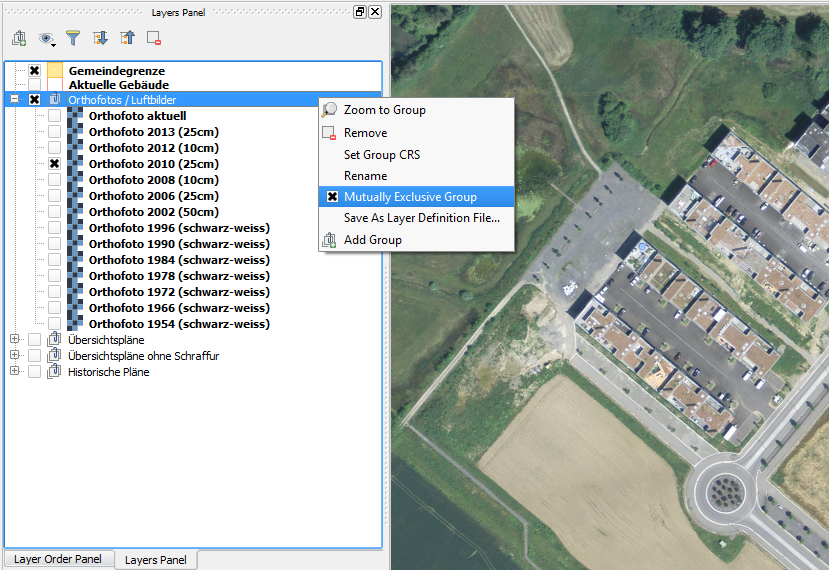 Layers Panel
Gemeindegrenze
Aktuelle Gebäude
Orthofotos / Luftbilder
Orthofoto aktuell
Orthofoto 2013 (25cm)
Orthofoto 2012 (10cm)
Orthofoto 2010 (25cm)
Orthofoto 2008 (10cm)
Orthofoto 2006 (25cm)
Orthofoto 2002 (50cm)
Orthofoto 1996 (schwarz-weiss)
Orthofoto 1990 (schwarz-weiss)
Orthofoto 1984 (schwarz-weiss)
Orthofoto 1978 (schwarz-weiss)
Orthofoto 1972 (schwarz-weiss)
Orthofoto 1966 (schwarz-weiss)
Orthofoto 1954 (schwarz-weiss)
Übersichtspläne
Übersichtspläne ohne Schraffur
Historische Pläne
Zoom to Group
Remove
Set Group CRS
Rename
Mutually Exclusive Group
Save As Layer Definition File...
Add Group
Layer Order Panel
Layers Panel